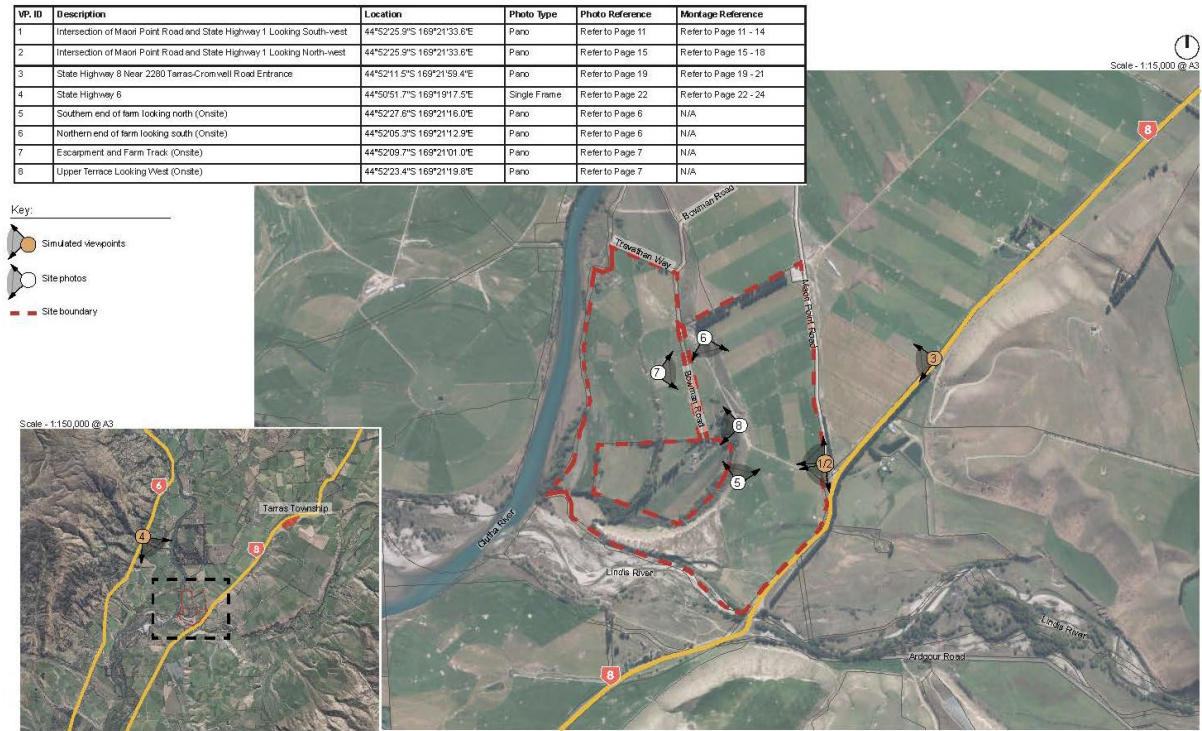 VP. ID Description Location Photo Type Photo Reference Montage Reference
1 Intersection of Maori Point Road and State Highway 1 Looking South-west 44°52'25.9"S 169°21'33.6"E Pano Refer to Page 11 Refer to Page 11 - 14
2 Intersection of Maori Point Road and State Highway 1 Looking North-west 44°52'25.9"S 169°21'33.6"E Pano Refer to Page 15 Refer to Page 15 - 18
3 State Highway 8 Near 2280 Tarras-Cromwell Road Entrance 44°52'11.5"S 169°21'59.4"E Pano Refer to Page 19 Refer to Page 19 - 21
4 State Highway 6 44°50'51.7"S 169°19'17.5"E Single Frame Refer to Page 22 Refer to Page 22 - 24
5 Southern end of farm looking north (Onsite) 44°52'27.6"S 169°21'16.0"E Pano Refer to Page 6 N/A
6 Northern end of farm looking south (Onsite) 44°52'05.3"S 169°21'12.9"E Pano Refer to Page 6 N/A
7 Escarpment and Farm Track (Onsite) 44°52'09.7"S 169°21'01.0"E Pano Refer to Page 7 N/A
8 Upper Terrace Looking West (Onsite) 44°52'23.4"S 169°21'19.8"E Pano Refer to Page 7 N/A
Scale - 1:15,000 @ A3
Key:
Simulated viewpoints
Site photos
Site boundary
8
Bowman Road
Trevathan Way
Maori Point Road
6
7
Bowman Road
3
8
1/2
5
Clutha River
Lindis River
Lindis River
Ardgour Road
8
Scale - 1:150,000 @ A3
6
Tarras Township
4
8